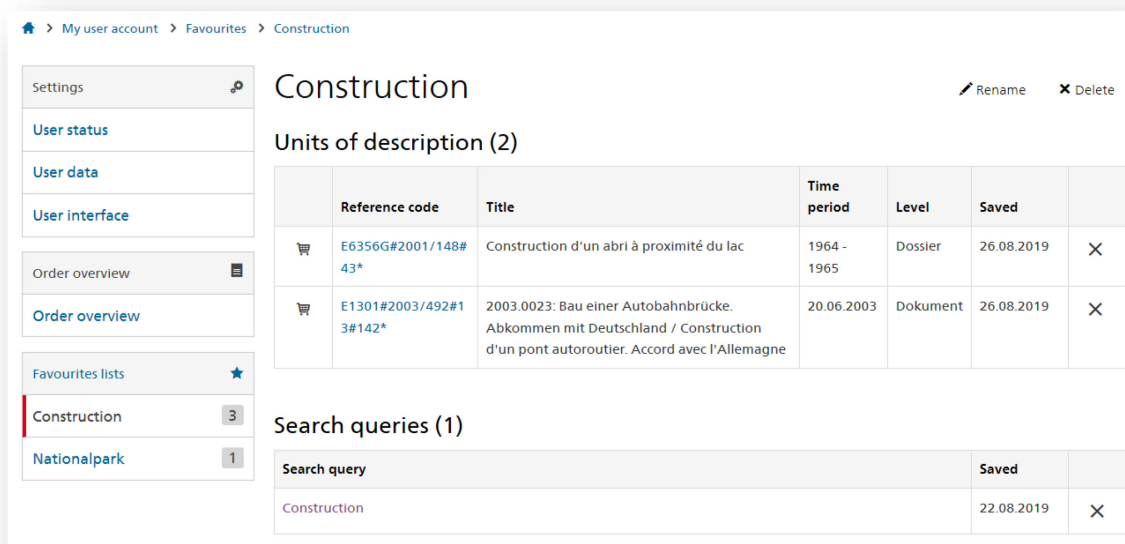 My user account > Favourites > Construction
Settings
User status
User data
User interface
Order overview
Order overview
Favourites lists
Construction 3
Nationalpark 1
Construction
Rename Delete
Units of description (2)
Reference code Title Time period Level Saved
E6356G#2001/148# Construction d'un abri à proximité du lac 1964 - Dossier 26.08.2019
43* 1965
E1301#2003/492#1 2003.0023: Bau einer Autobahnbrücke. 20.06.2003 Dokument 26.08.2019
3#142* Abkommen mit Deutschland / Construction
d'un pont autoroutier. Accord avec l'Allemagne
Search queries (1)
Search query Saved
Construction 22.08.2019